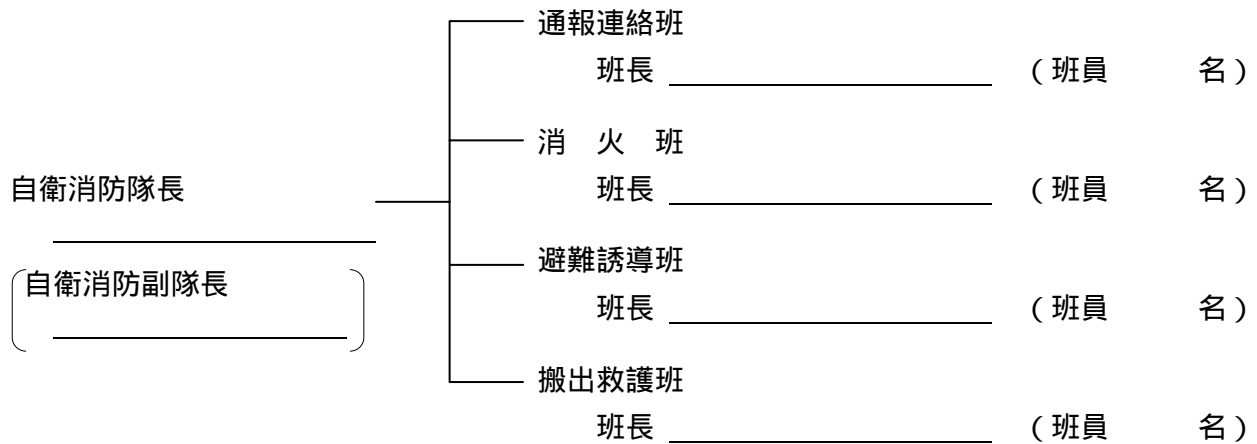 通報連絡班
班長 （班員 名）
消 火 班
班長 （班員 名）
自衛消防隊長
自衛消防副隊長
避難誘導班
班長 （班員 名）
搬出救護班
班長 （班員 名）